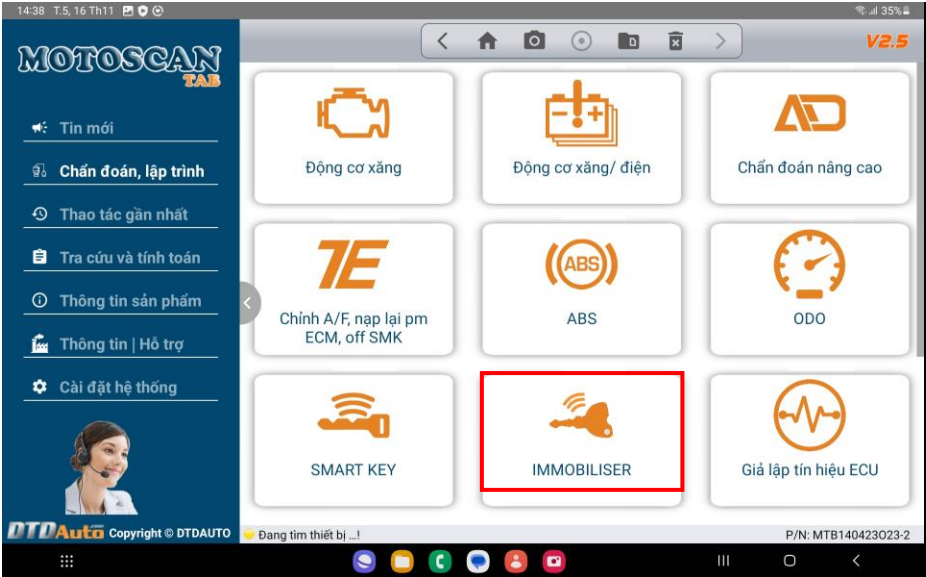 14:38 T.5, 16 Th11
35%
MOTOSCAN
TAB
V2.5
Tin mới
Chẩn đoán, lập trình
Thao tác gần nhất
Tra cứu và tính toán
Thông tin sản phẩm
Thông tin | Hỗ trợ
Cài đặt hệ thống
DTDAuto Copyright © DTDAUTO
Động cơ xăng
Động cơ xăng/ điện
AD
Chẩn đoán nâng cao
7E
Chỉnh A/F, nạp lại pm
ECM, off SMK
ABS
ABS
ODO
SMART KEY
IMMOBILISER
Giả lập tín hiệu ECU
Đang tìm thiết bị ...!
P/N: MTB140423O23-2